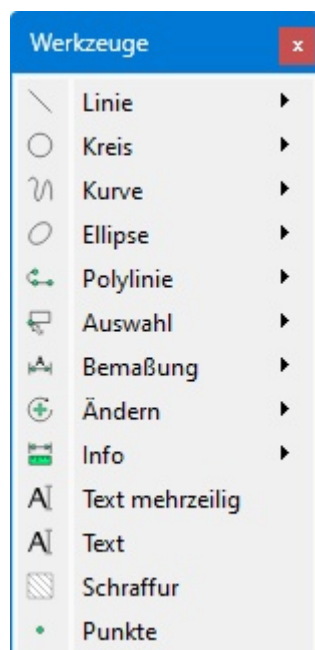 Werkzeuge
Linie
Kreis
Kurve
Ellipse
Polylinie
Auswahl
Bemaßung
Ändern
Info
Text mehrzeilig
Text
Schraffur
Punkte